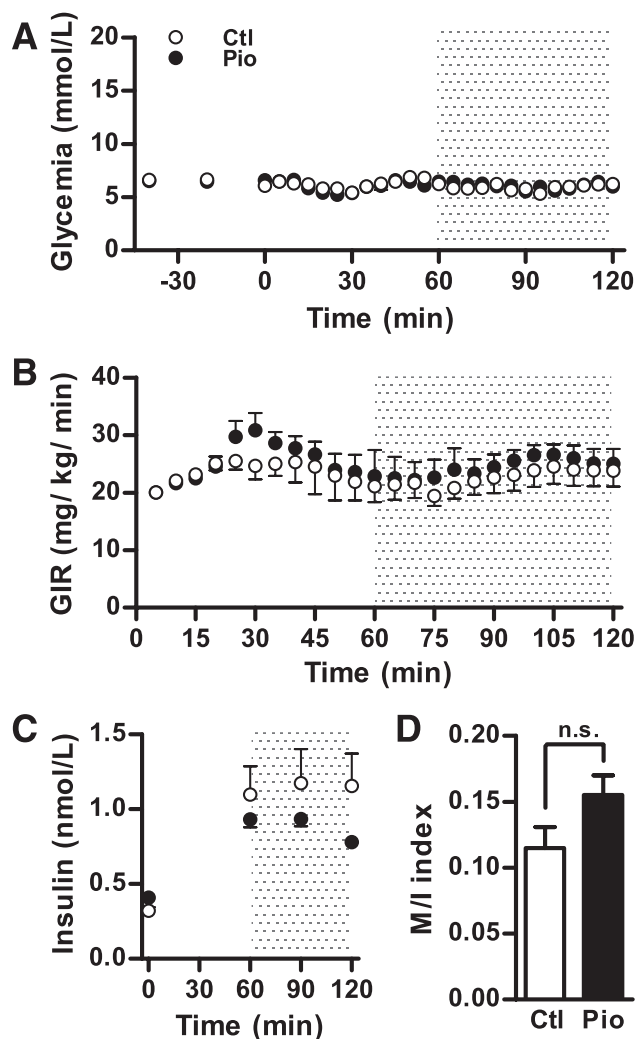 A
Glycemia (mmol/L)
20
15
10
5
0
Ctl
Pio
-30 0 30 60 90 120
Time (min)
B
GIR (mg/ kg/ min)
40
30
20
10
0
0 15 30 45 60 75 90 105 120
Time (min)
C
Insulin (nmol/L)
1.5
1.0
0.5
0.0
0 30 60 90 120
Time (min)
D
M/I index
n.s.
0.20
0.15
0.10
0.05
0.00
Ctl Pio